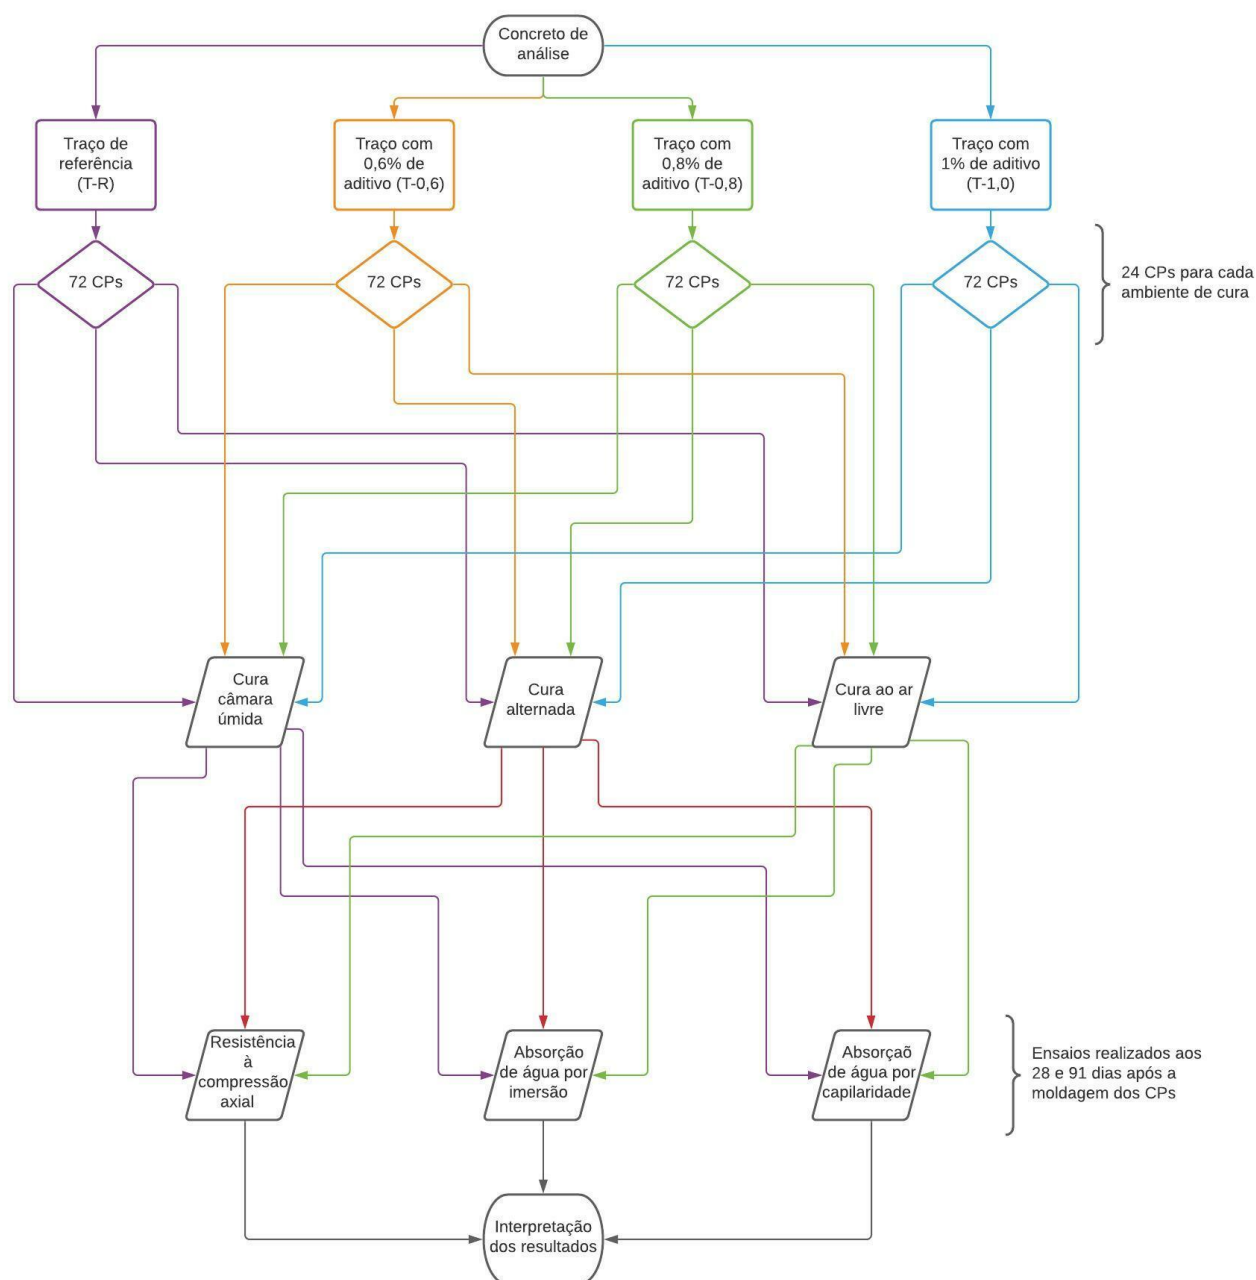 Concreto de
análise
Traço de
referência
(T-R)
Traço com
0,6% de
aditivo (T-0,6)
Traço com
0,8% de
aditivo (T-0,8)
Traço com
1% de aditivo
(T-1,0)
72 CPs
72 CPs
72 CPs
72 CPs
24 CPs para cada
ambiente de cura
Cura
câmara
úmida
Cura
alternada
Cura ao ar
livre
Resistência
à
compressão
axial
Absorção
de água por
imersão
Absorçaõ
de água por
capilaridade
Ensaios realizados aos
28 e 91 dias após a
moldagem dos CPs
Interpretação
dos resultados